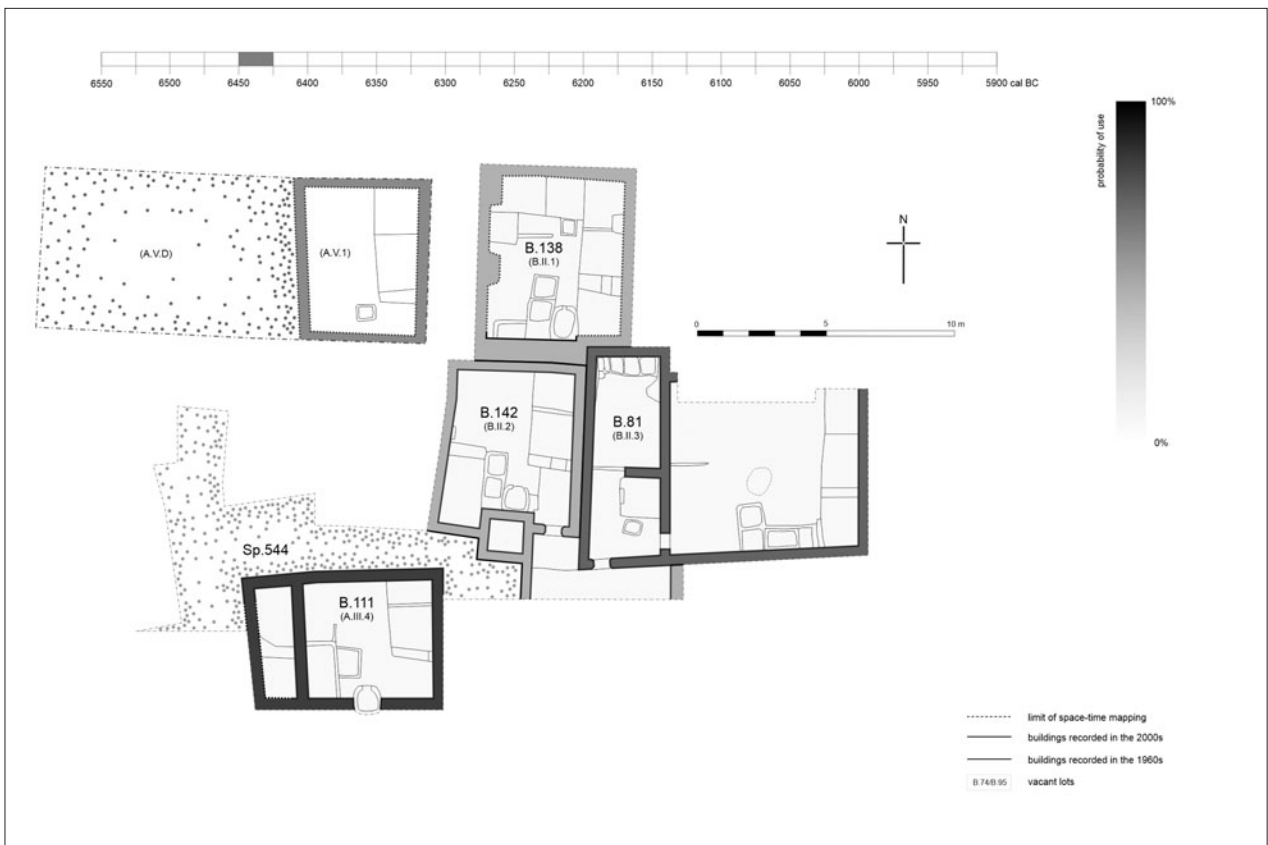 6550 6500 6450 6400 6350 6300 6250 6200 6150 6100 6050 6000 5950 5900 cal BC
100%
probability of use
0%
N
0 5 10 m
(A.V.D)
(A.V.1)
B.138
(B.II.1)
B.142
(B.II.2)
B.81
(B.II.3)
Sp.544
B.111
(A.III.4)
limit of space-time mapping
buildings recorded in the 2000s
buildings recorded in the 1960s
B.74/B.95 vacant lots